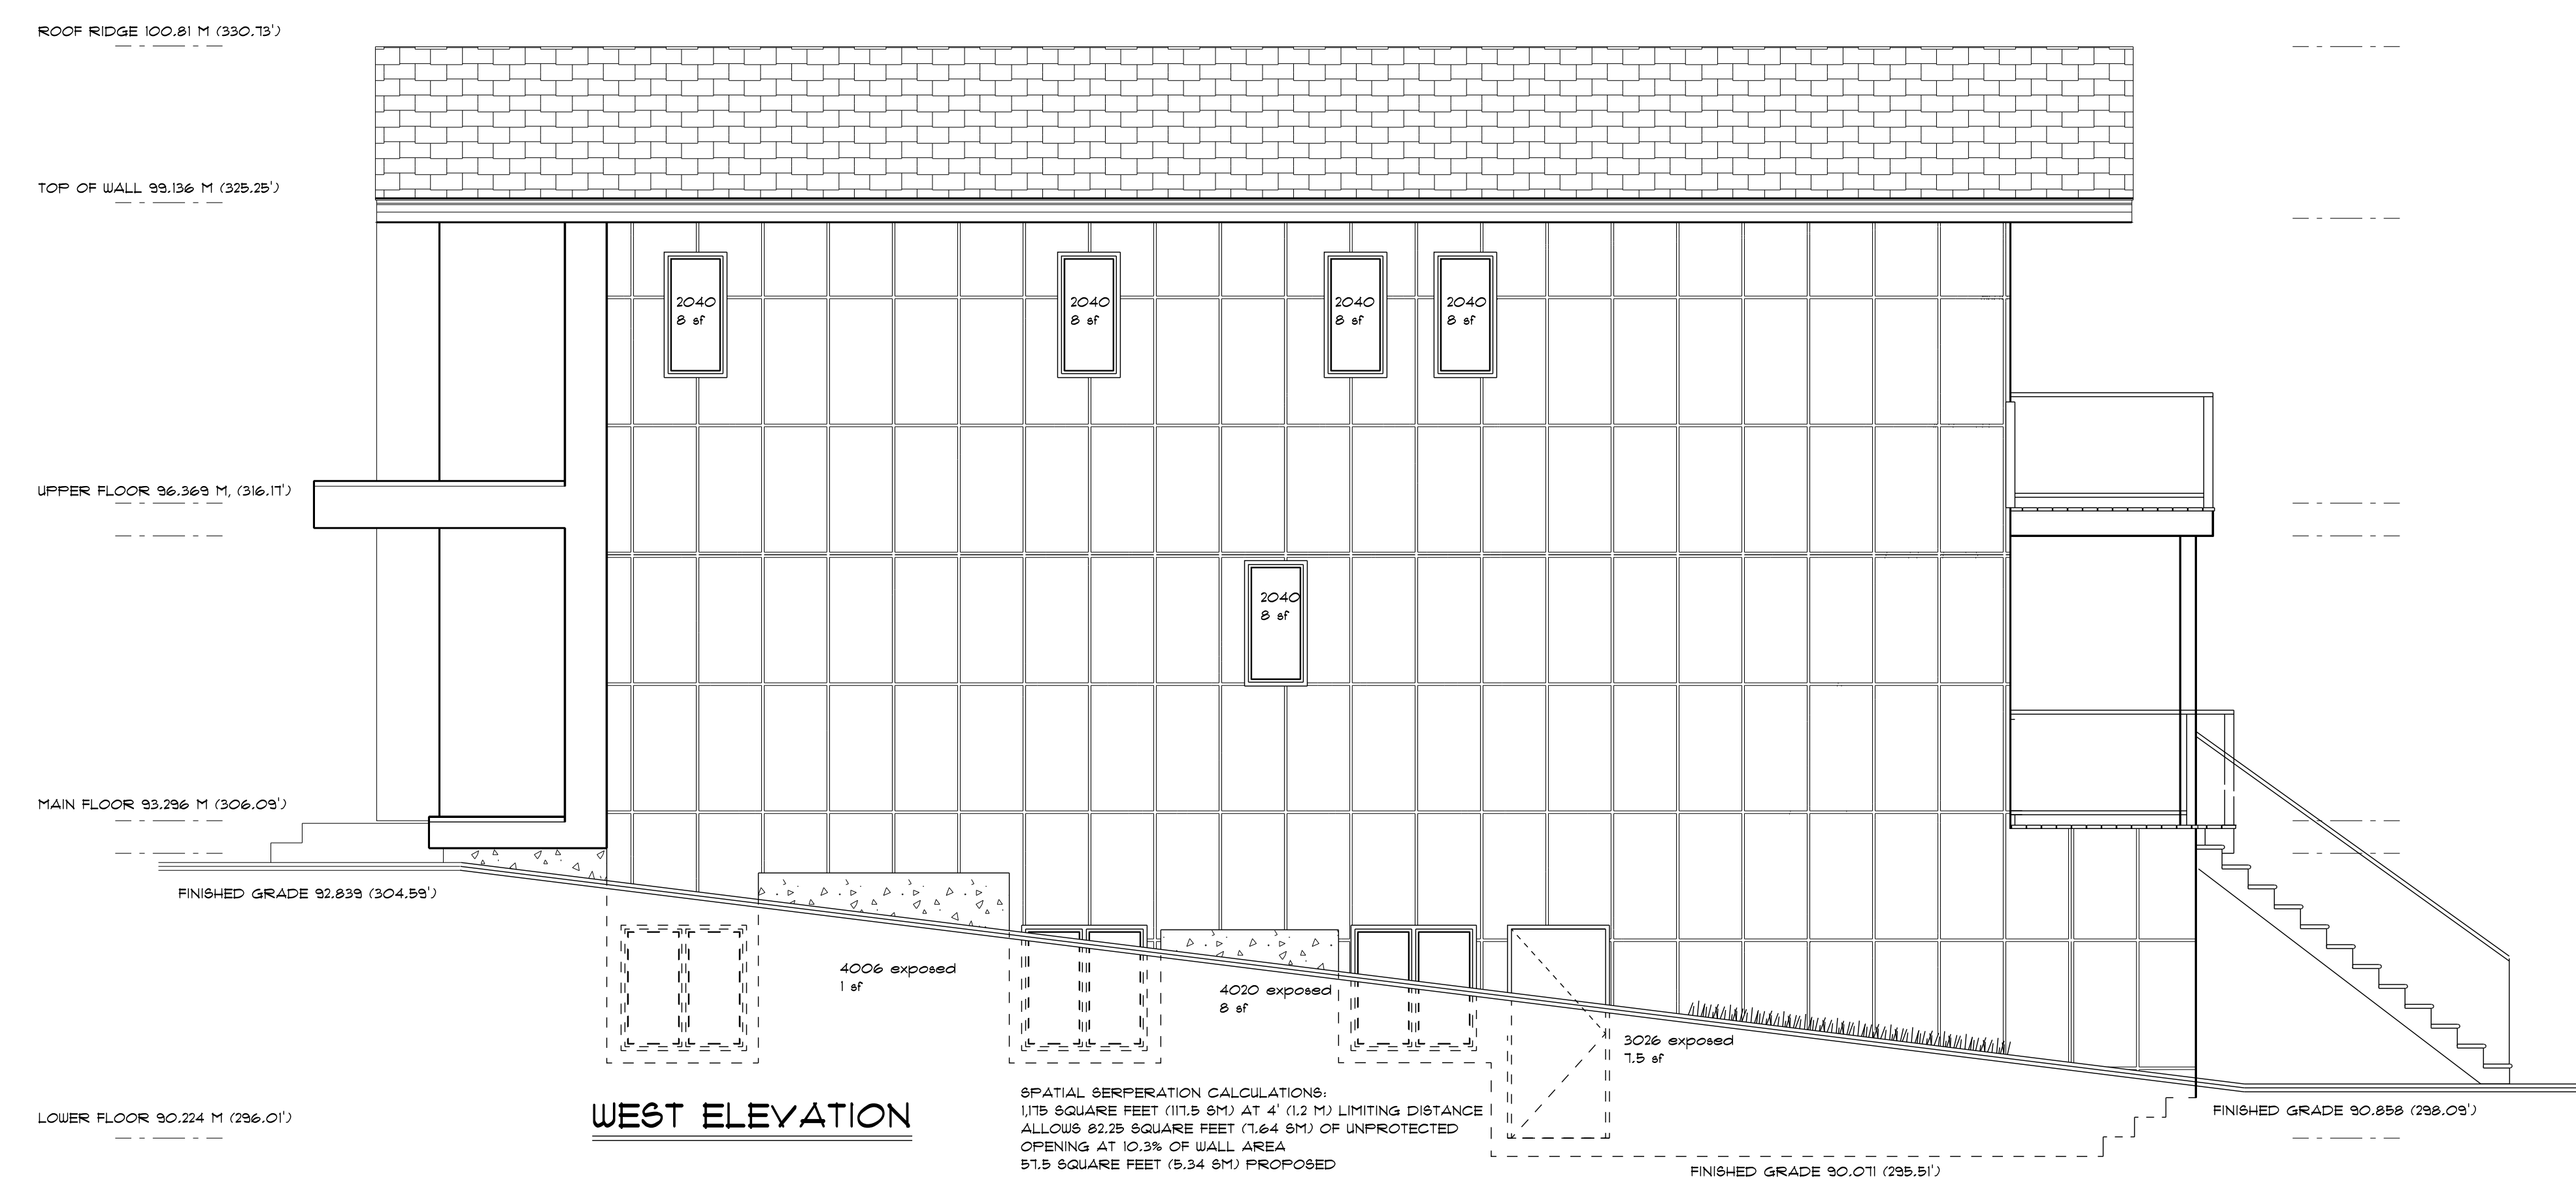 ROOF RIDGE 100.81 M (330.73')
TOP OF WALL 99.136 M (325.25')
2040
8 sf
2040
8 sf
2040
8 sf
2040
8 sf
UPPER FLOOR 96.369 M, (316.17')
2040
8 sf
MAIN FLOOR 93.296 M (306.09')
FINISHED GRADE 92.839 (304.59')
4006 exposed
1 sf
4020 exposed
8 sf
3026 exposed
7.5 sf
WEST ELEVATION
SPATIAL SERPERATION CALCULATIONS:
1,175 SQUARE FEET (117.5 SM) AT 4' (1.2 M) LIMITING DISTANCE
ALLOWS 82.25 SQUARE FEET (7.64 SM) OF UNPROTECTED
OPENING AT 10.3% OF WALL AREA
57.5 SQUARE FEET (5.34 SM) PROPOSED
LOWER FLOOR 90.224 M (296.01')
FINISHED GRADE 90.858 (298.09')
FINISHED GRADE 90.071 (295.51')